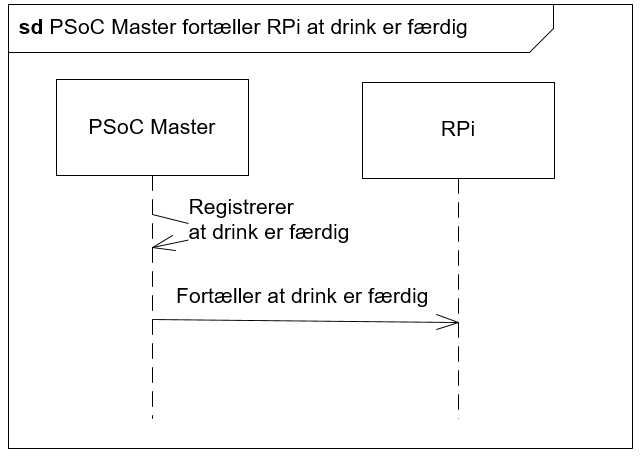 sd PSoC Master fortæller RPi at drink er færdig
PSoC Master
RPi
Registrerer
at drink er færdig
Fortæller at drink er færdig